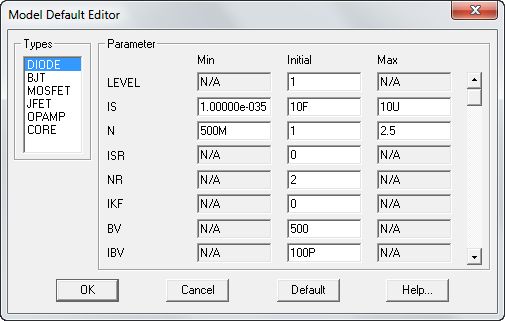 Model Default Editor
Types
DIODE
BJT
MOSFET
JFET
OPAMP
CORE
Parameter
Min Initial Max
LEVEL N/A 1 N/A
IS 1.00000e-035 10F 10U
N 500M 1 2.5
ISR N/A 0 N/A
NR N/A 2 N/A
IKF N/A 0 N/A
BV N/A 500 N/A
IBV N/A 100P N/A
OK Cancel Default Help...